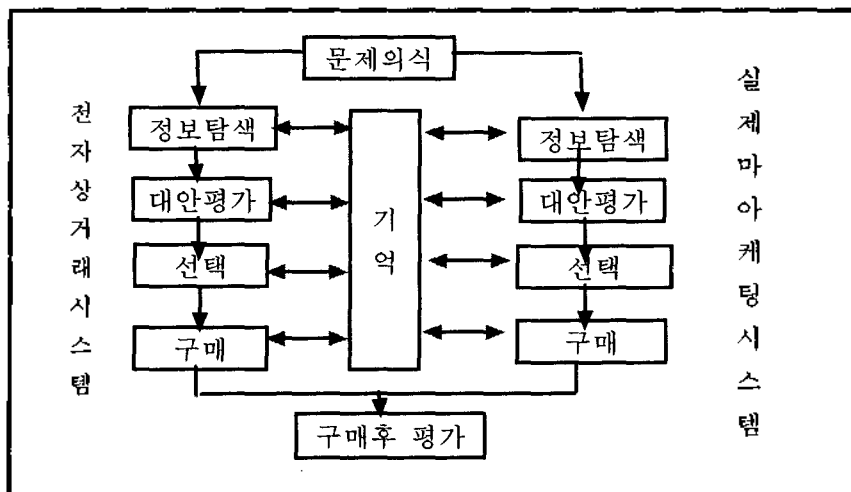 문제의식
전자상거래시스템
정보탐색
대안평가
선택
구매
기억
정보탐색
대안평가
선택
구매
실제마아케팅시스템
구매후 평가